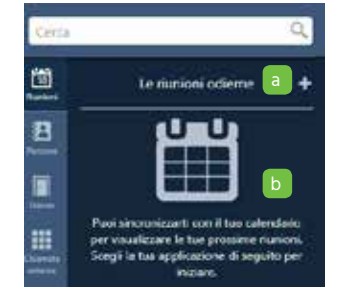 Cerca
Le riunioni odierne a +
Riunioni
Persone
b
Puoi sincronizzarti con il tuo calendario
per visualizzare le tue prossime riunioni.
Scegli la tua applicazione di seguito per
iniziare.
Chiamata